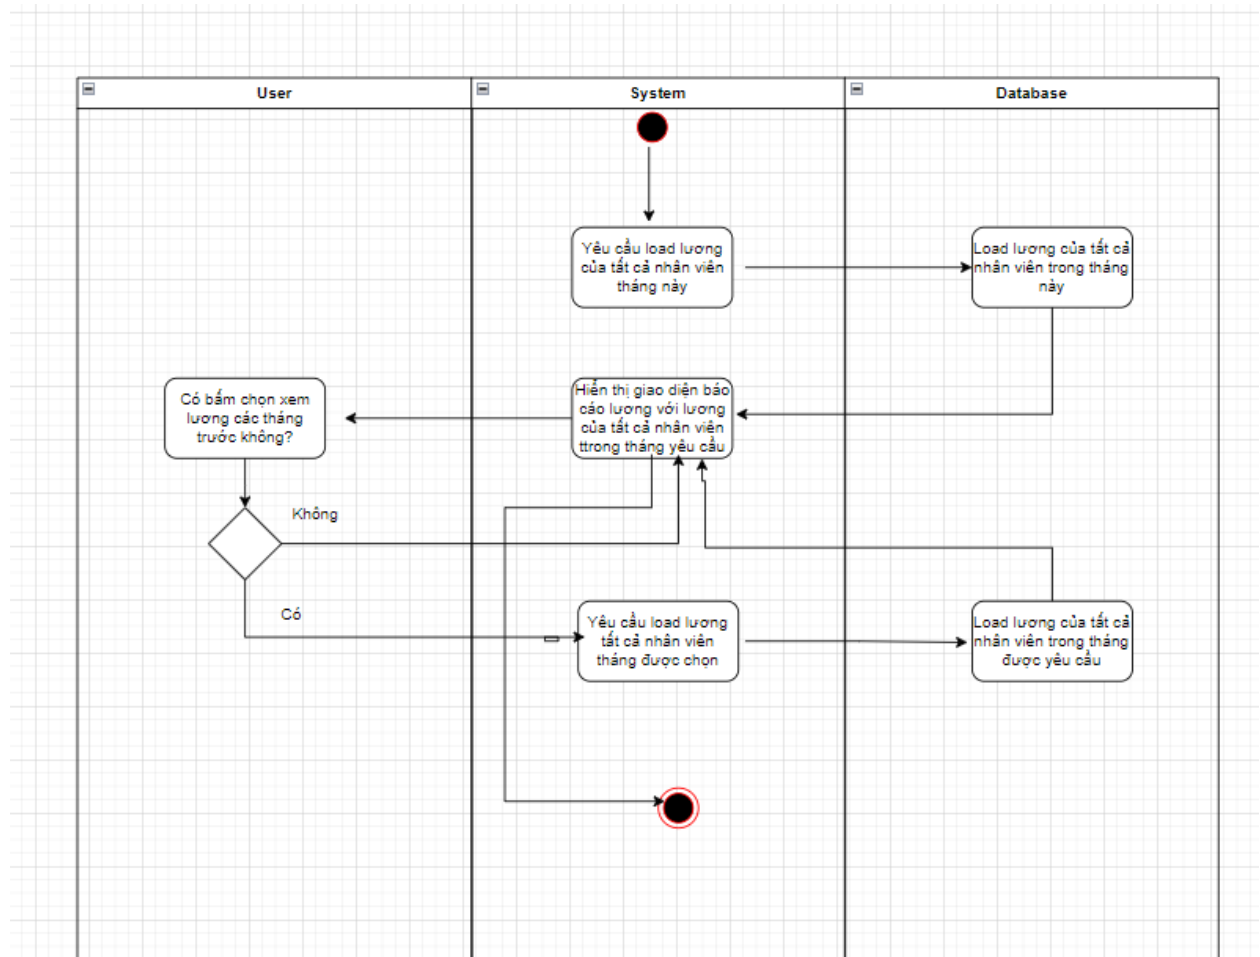 User
System
Database
Yêu cầu load lương
của tất cả nhân viên
tháng này
Load lương của tất cả
nhân viên trong tháng
này
Có bấm chọn xem
lương các tháng
trước không?
Hiển thị giao diện báo
cáo lương với lương
của tất cả nhân viên
ttrong tháng yêu cầu
Không
Có
Yêu cầu load lương
tất cả nhân viên
tháng được chọn
Load lương của tất cả
nhân viên trong tháng
được yêu cầu